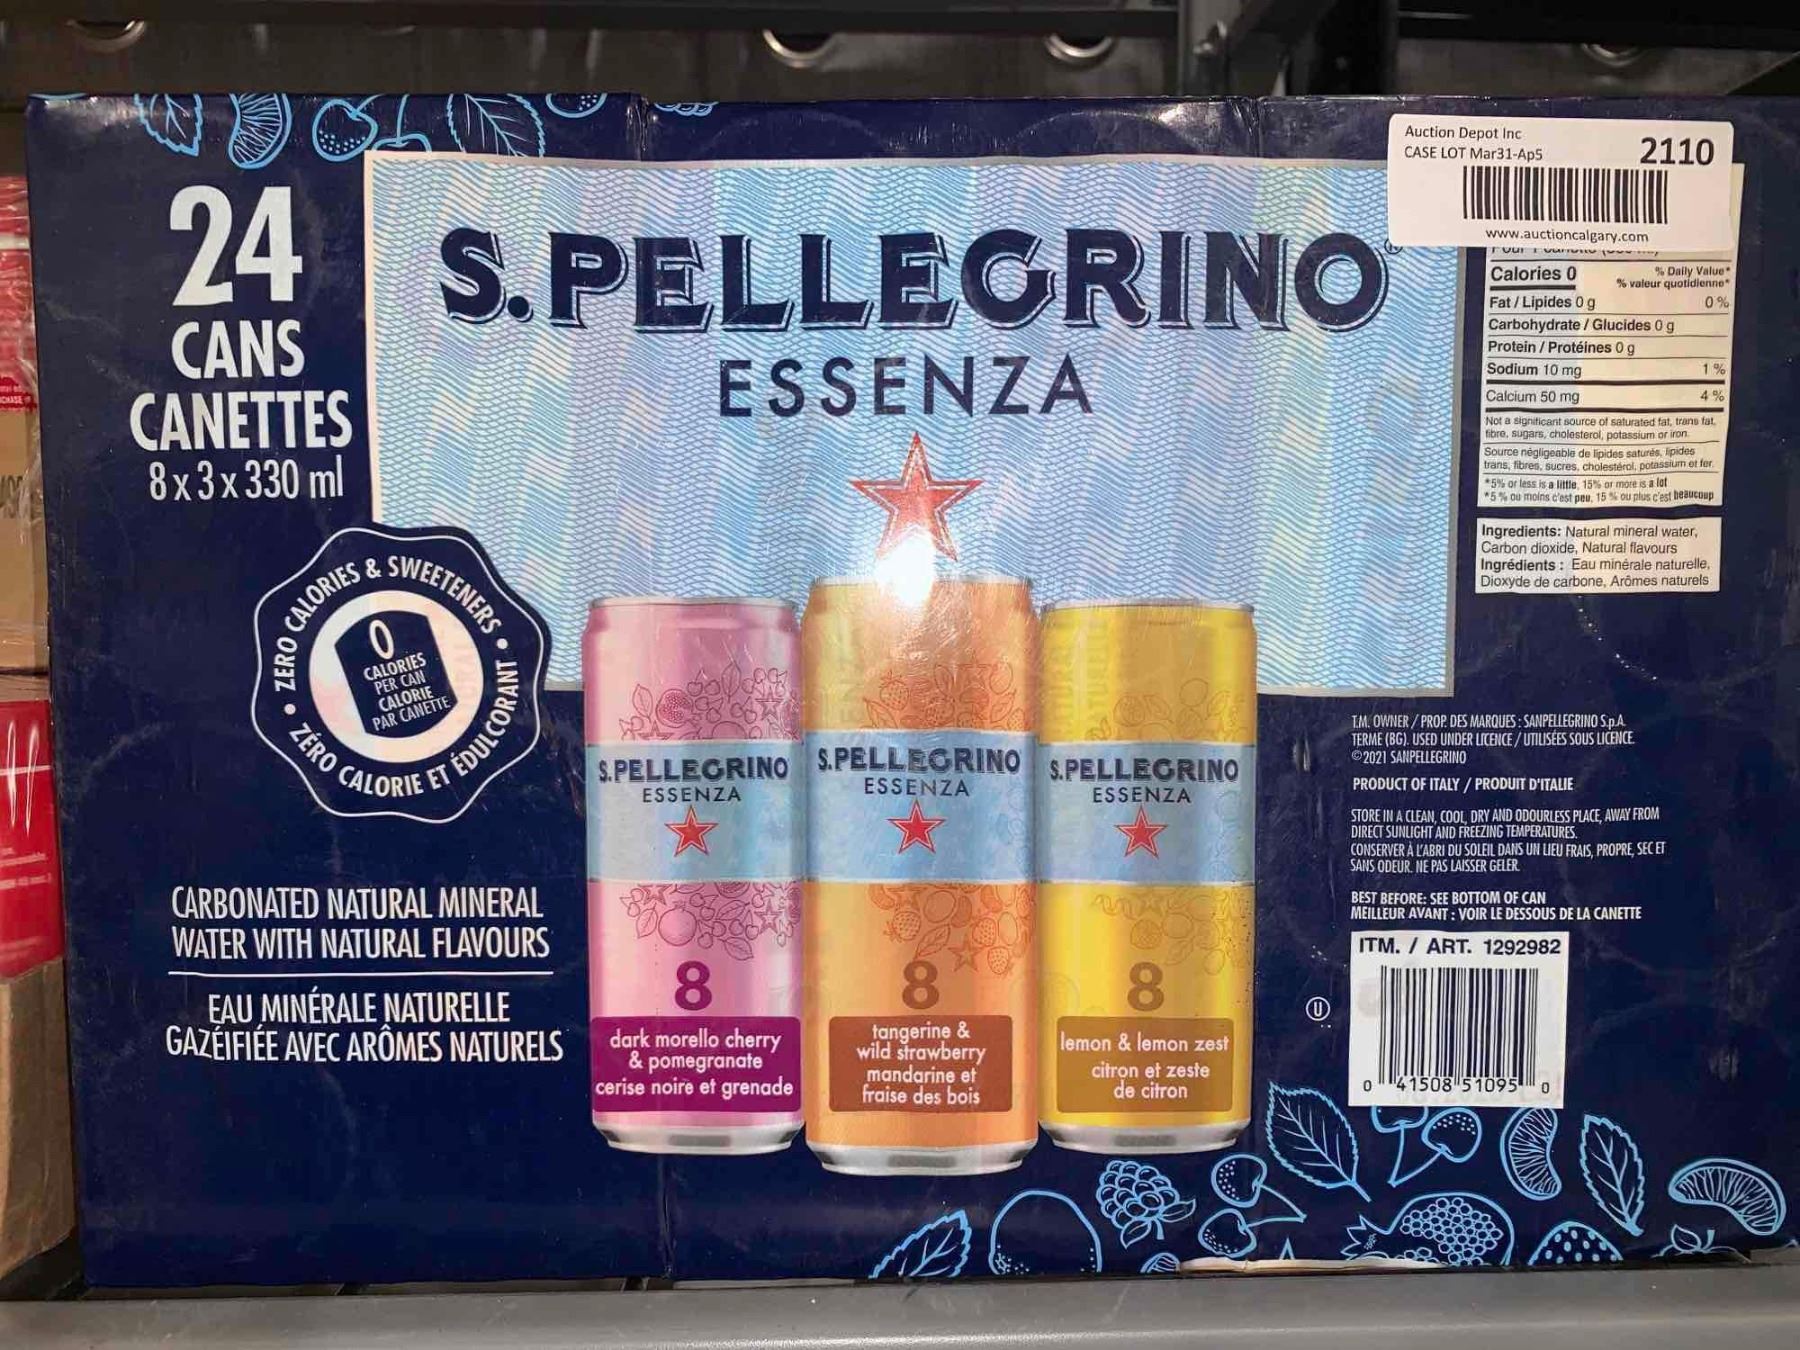 Auction Depot Inc
CASE LOT Mar31-Ap5
2110
www.auctioncalgary.com
24
CANS
CANETTES
8 x 3 x 330 ml
S.PELLEGRINO®
ESSENZA
Calories 0
% Daily Value*
% valeur quotidienne*
Fat / Lipides 0 g 0 %
Carbohydrate / Glucides 0 g
Protein / Protéines 0 g
Sodium 10 mg 1 %
Calcium 50 mg 4 %
Not a significant source of saturated fat, trans fat,
fibre, sugars, cholesterol, potassium or iron.
Source négligeable de lipides saturés, lipides
trans, fibres, sucres, cholestérol, potassium et fer.
*5% or less is a little, 15% or more is a lot
*5 % ou moins c'est peu, 15 % ou plus c'est beaucoup
Ingredients: Natural mineral water,
Carbon dioxide, Natural flavours
Ingrédients : Eau minérale naturelle,
Dioxyde de carbone, Arômes naturels
• ZERO CALORIES & SWEETENERS •
ZÉRO CALORIE ET ÉDULCORANT
0
CALORIES
PER CAN
CALORIE
PAR CANETTE
CARBONATED NATURAL MINERAL
WATER WITH NATURAL FLAVOURS
EAU MINÉRALE NATURELLE
GAZÉIFIÉE AVEC ARÔMES NATURELS
S.PELLEGRINO
ESSENZA
8
dark morello cherry
& pomegranate
cerise noire et grenade
S.PELLEGRINO
ESSENZA
8
tangerine &
wild strawberry
mandarine et
fraise des bois
S.PELLEGRINO
ESSENZA
8
lemon & lemon zest
citron et zeste
de citron
T.M. OWNER / PROP. DES MARQUES : SANPELLEGRINO S.p.A.
TERME (BG). USED UNDER LICENCE / UTILISÉES SOUS LICENCE.
© 2021 SANPELLEGRINO
PRODUCT OF ITALY / PRODUIT D'ITALIE
STORE IN A CLEAN, COOL, DRY AND ODOURLESS PLACE, AWAY FROM
DIRECT SUNLIGHT AND FREEZING TEMPERATURES.
CONSERVER À L'ABRI DU SOLEIL DANS UN LIEU FRAIS, PROPRE, SEC ET
SANS ODEUR. NE PAS LAISSER GELER.
BEST BEFORE: SEE BOTTOM OF CAN
MEILLEUR AVANT : VOIR LE DESSOUS DE LA CANETTE
ITM. / ART. 1292982
U
0 41508 51095 0